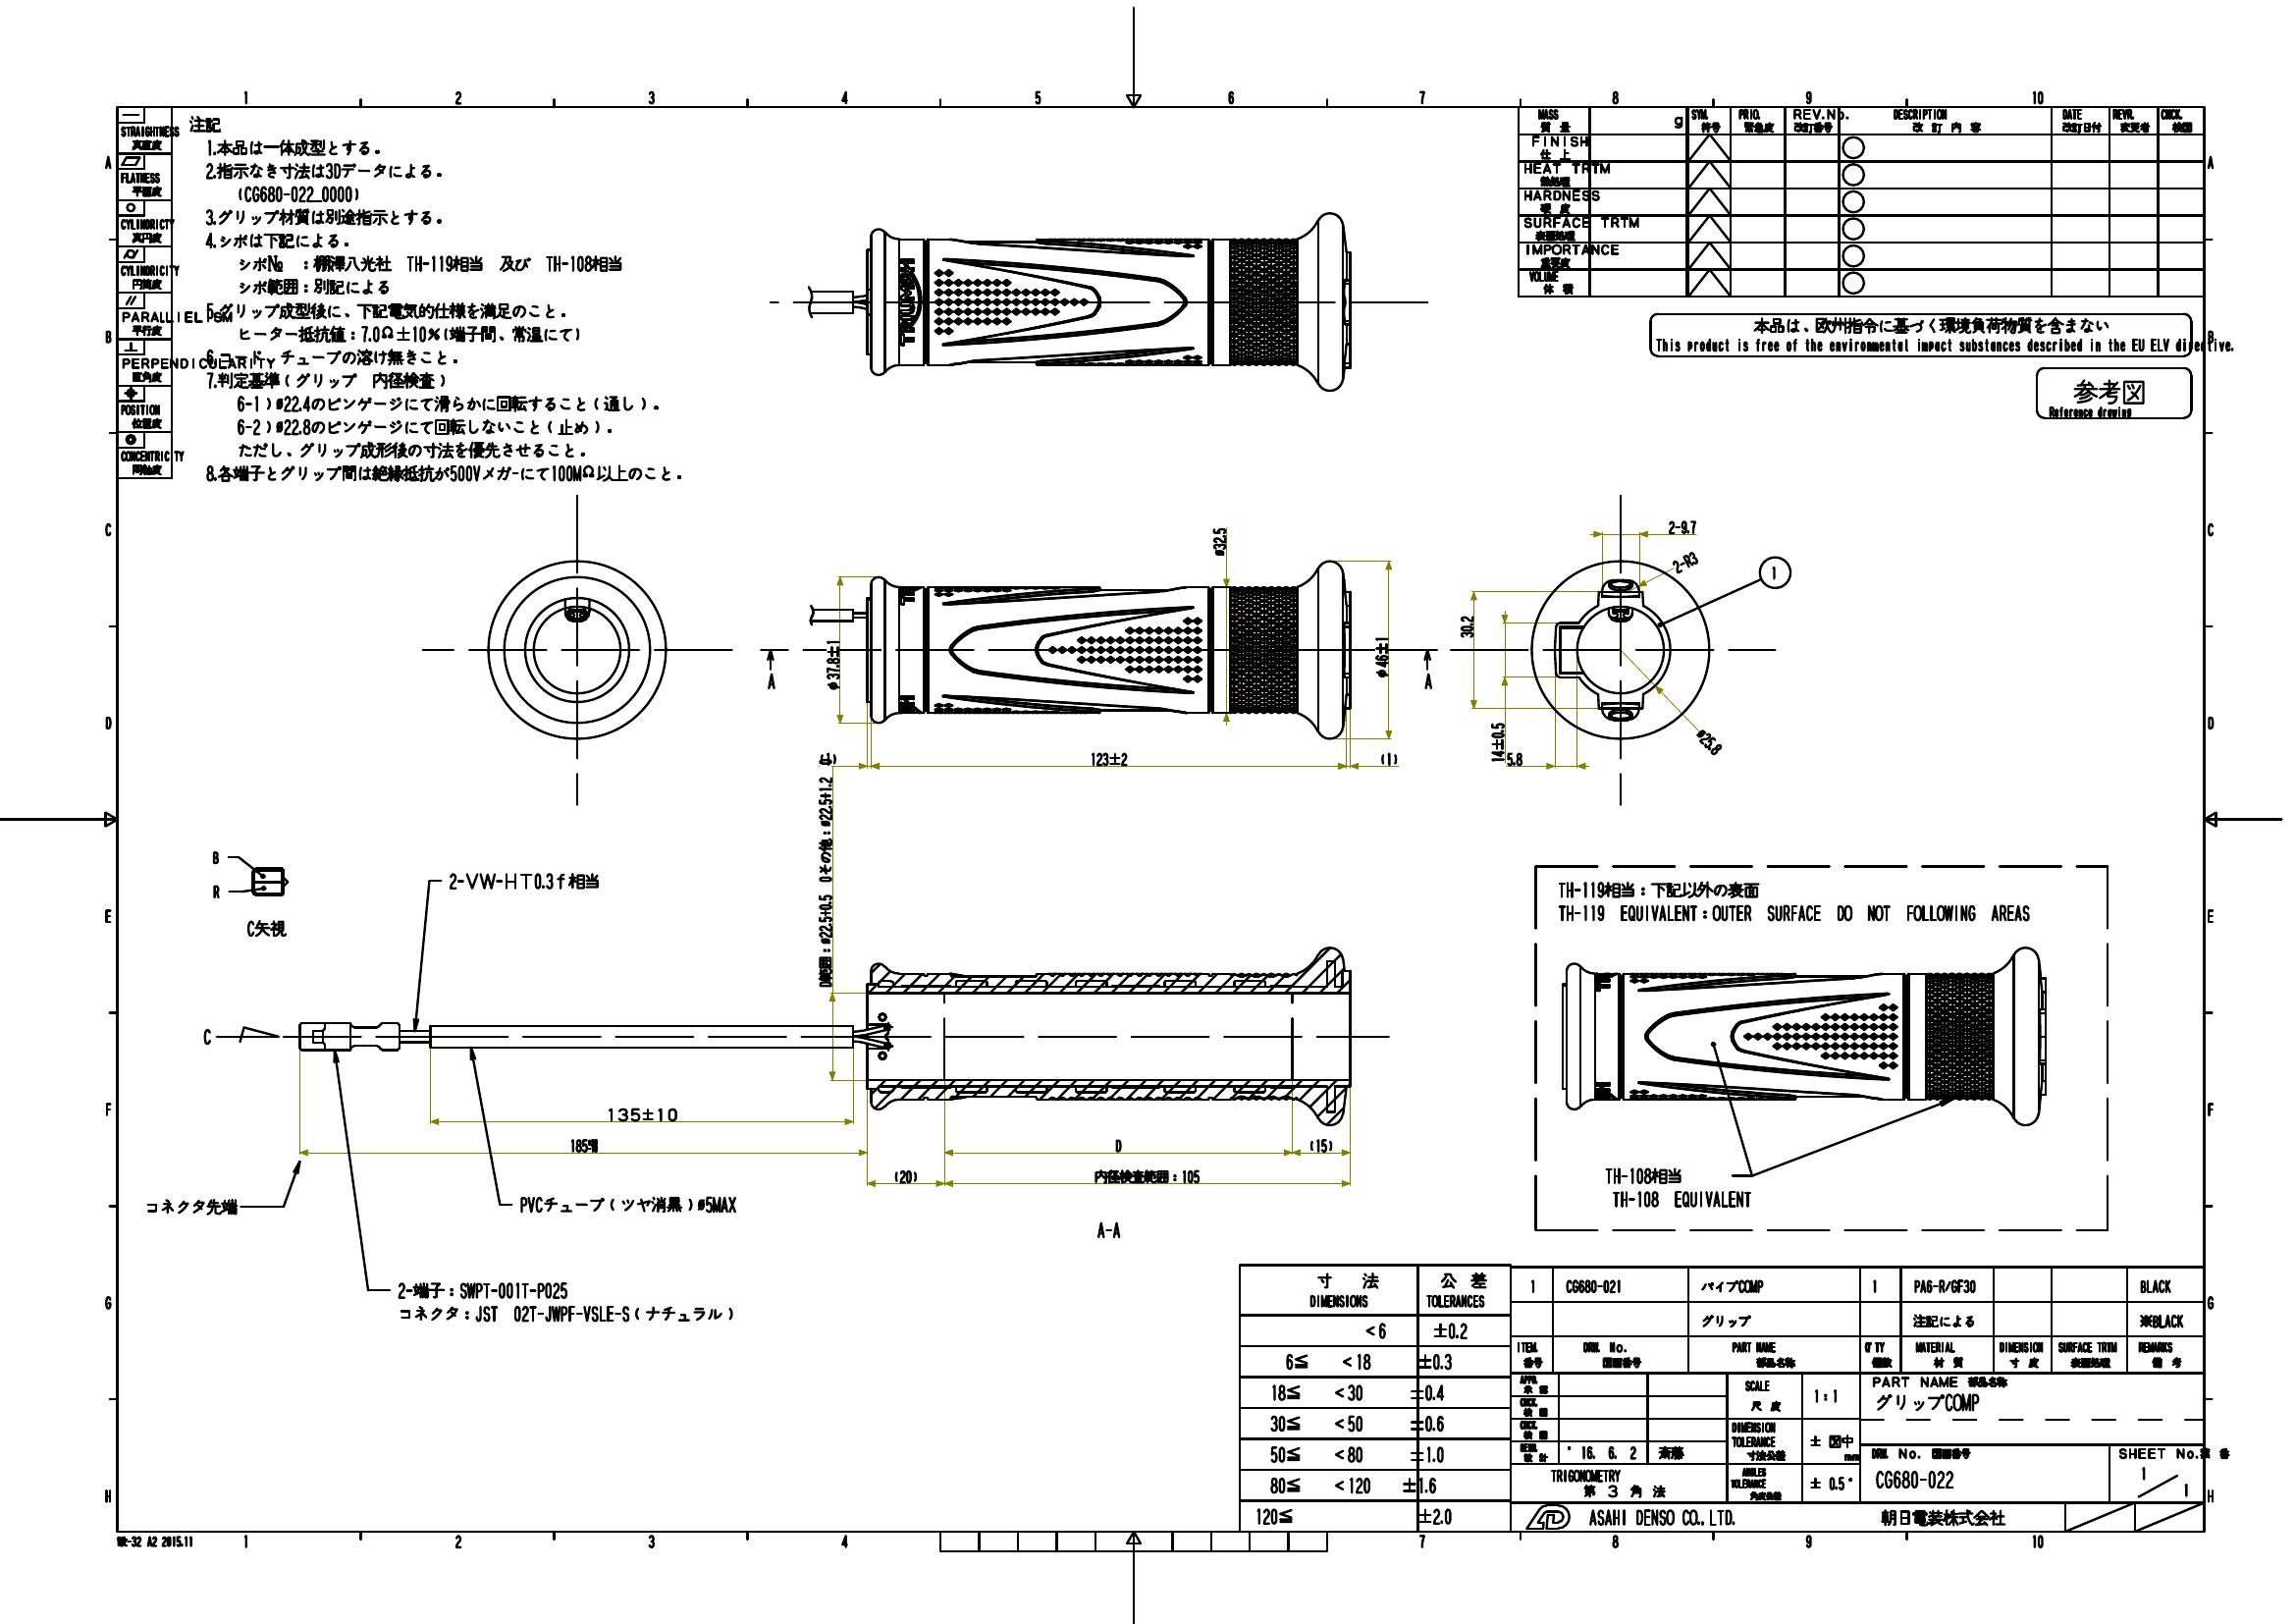 1 2 3 4 5 6 7 8 9 10
A
B
C
D
E
F
G
H
STRAIGHTNESS
真直度
FLATNESS
平面度
CYLINDRICTY
真円度
CYLINDRICITY
円筒度
PARALLIELISM
平行度
PERPENDICULARITY
直角度
POSITION
位置度
CONCENTRICITY
同軸度
注記
1.本品は一体成型とする。
2.指示なき寸法は3Dデータによる。
(CG680-022_0000)
3.グリップ材質は別途指示とする。
4.シボは下記による。
シボ№ :棚澤八光社 TH-119相当 及び TH-108相当
シボ範囲:別記による
5.グリップ成型後に、下記電気的仕様を満足のこと。
ヒーター抵抗値:7.0Ω±10%(端子間、常温にて)
6.コード、チューブの溶け無きこと。
7.判定基準(グリップ 内径検査)
6-1)ø22.4のピンゲージにて滑らかに回転すること(通し)。
6-2)ø22.8のピンゲージにて回転しないこと(止め)。
ただし、グリップ成形後の寸法を優先させること。
8.各端子とグリップ間は絶縁抵抗が500Vメガ-にて100MΩ以上のこと。
MASS
質 量
g
SYM.
符号
PRIO.
緊急度
REV.No.
改訂番号
DESCRIPTION
改 訂 内 容
DATE
改訂日付
REVR.
変更者
CHCK.
検図
FINISH
仕 上
HEAT TRTM
熱処理
HARDNESS
硬 度
SURFACE TRTM
表面処理
IMPORTANCE
重要度
VOLUME
体 積
本品は、欧州指令に基づく環境負荷物質を含まない
This product is free of the environmental impact substances described in the EU ELV directive.
参考図
Reference drawing
TRIUMPH
ø32.5
φ37.8±1
φ46±1
A
A
(1)
123±2
(1)
2-9.7
2-R3
1
30.2
14±0.5
5.8
ø25.8
B
R
C矢視
2-VW-HT0.3f相当
D範囲:ø22.5+0.5 0その他:ø22.5+1.2 0
C
135±10
D
(15)
(20)
内径検査範囲:105
コネクタ先端
PVCチューブ(ツヤ消黒)ø5MAX
A-A
2-端子:SWPT-001T-P025
コネクタ:JST 02T-JWPF-VSLE-S(ナチュラル)
TH-119相当:下記以外の表面
TH-119 EQUIVALENT:OUTER SURFACE DO NOT FOLLOWING AREAS
TH-108相当
TH-108 EQUIVALENT
寸 法 公 差
DIMENSIONS TOLERANCES
<6 ±0.2
6≦ <18 ±0.3
18≦ <30 ±0.4
30≦ <50 ±0.6
50≦ <80 ±1.0
80≦ <120 ±1.6
120≦ ±2.0
1 CG680-021 パイプCOMP 1 PA6-R/GF30 BLACK
グリップ 注記による ※BLACK
ITEM. DRW. No. PART NAME Q'TY MATERIAL DIMENSION SURFACE TRTM REMARKS
番号 図面番号 部品名称 個数 材 質 寸 度 表面処理 備 考
APPR.
承 認
CHCK.
検 図
CHCK.
検 図
DESN.
設 計
'16. 6. 2 斎藤
SCALE
尺 度
1:1
DIMENSION
TOLERANCE
寸法公差
± 図中
mm
TRIGONOMETRY
第 3 角 法
ANGLES
TOLERANCE
角度公差
± 0.5°
PART NAME 部品名称
グリップCOMP
DRW. No. 図面番号
CG680-022
SHEET No.葉 番
1/1
ASAHI DENSO CO., LTD. 朝日電装株式会社
A2 2015.11
1 2 3 4 7 8 9 10